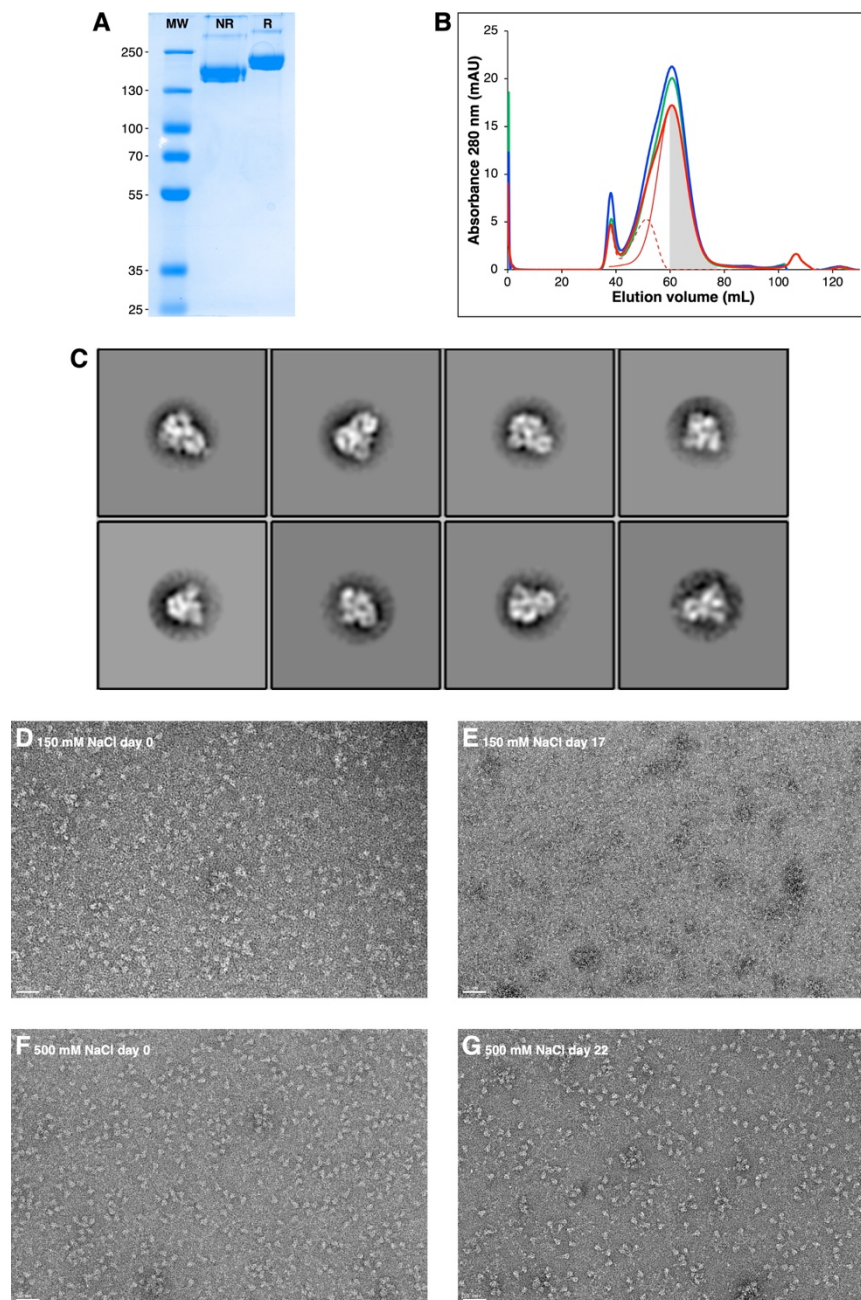 A
MW NR R
250
130
100
70
55
35
25
B
Absorbance 280 nm (mAU)
25
20
15
10
5
0
0 20 40 60 80 100 120
Elution volume (mL)
C
D 150 mM NaCl day 0
E 150 mM NaCl day 17
F 500 mM NaCl day 0
G 500 mM NaCl day 22